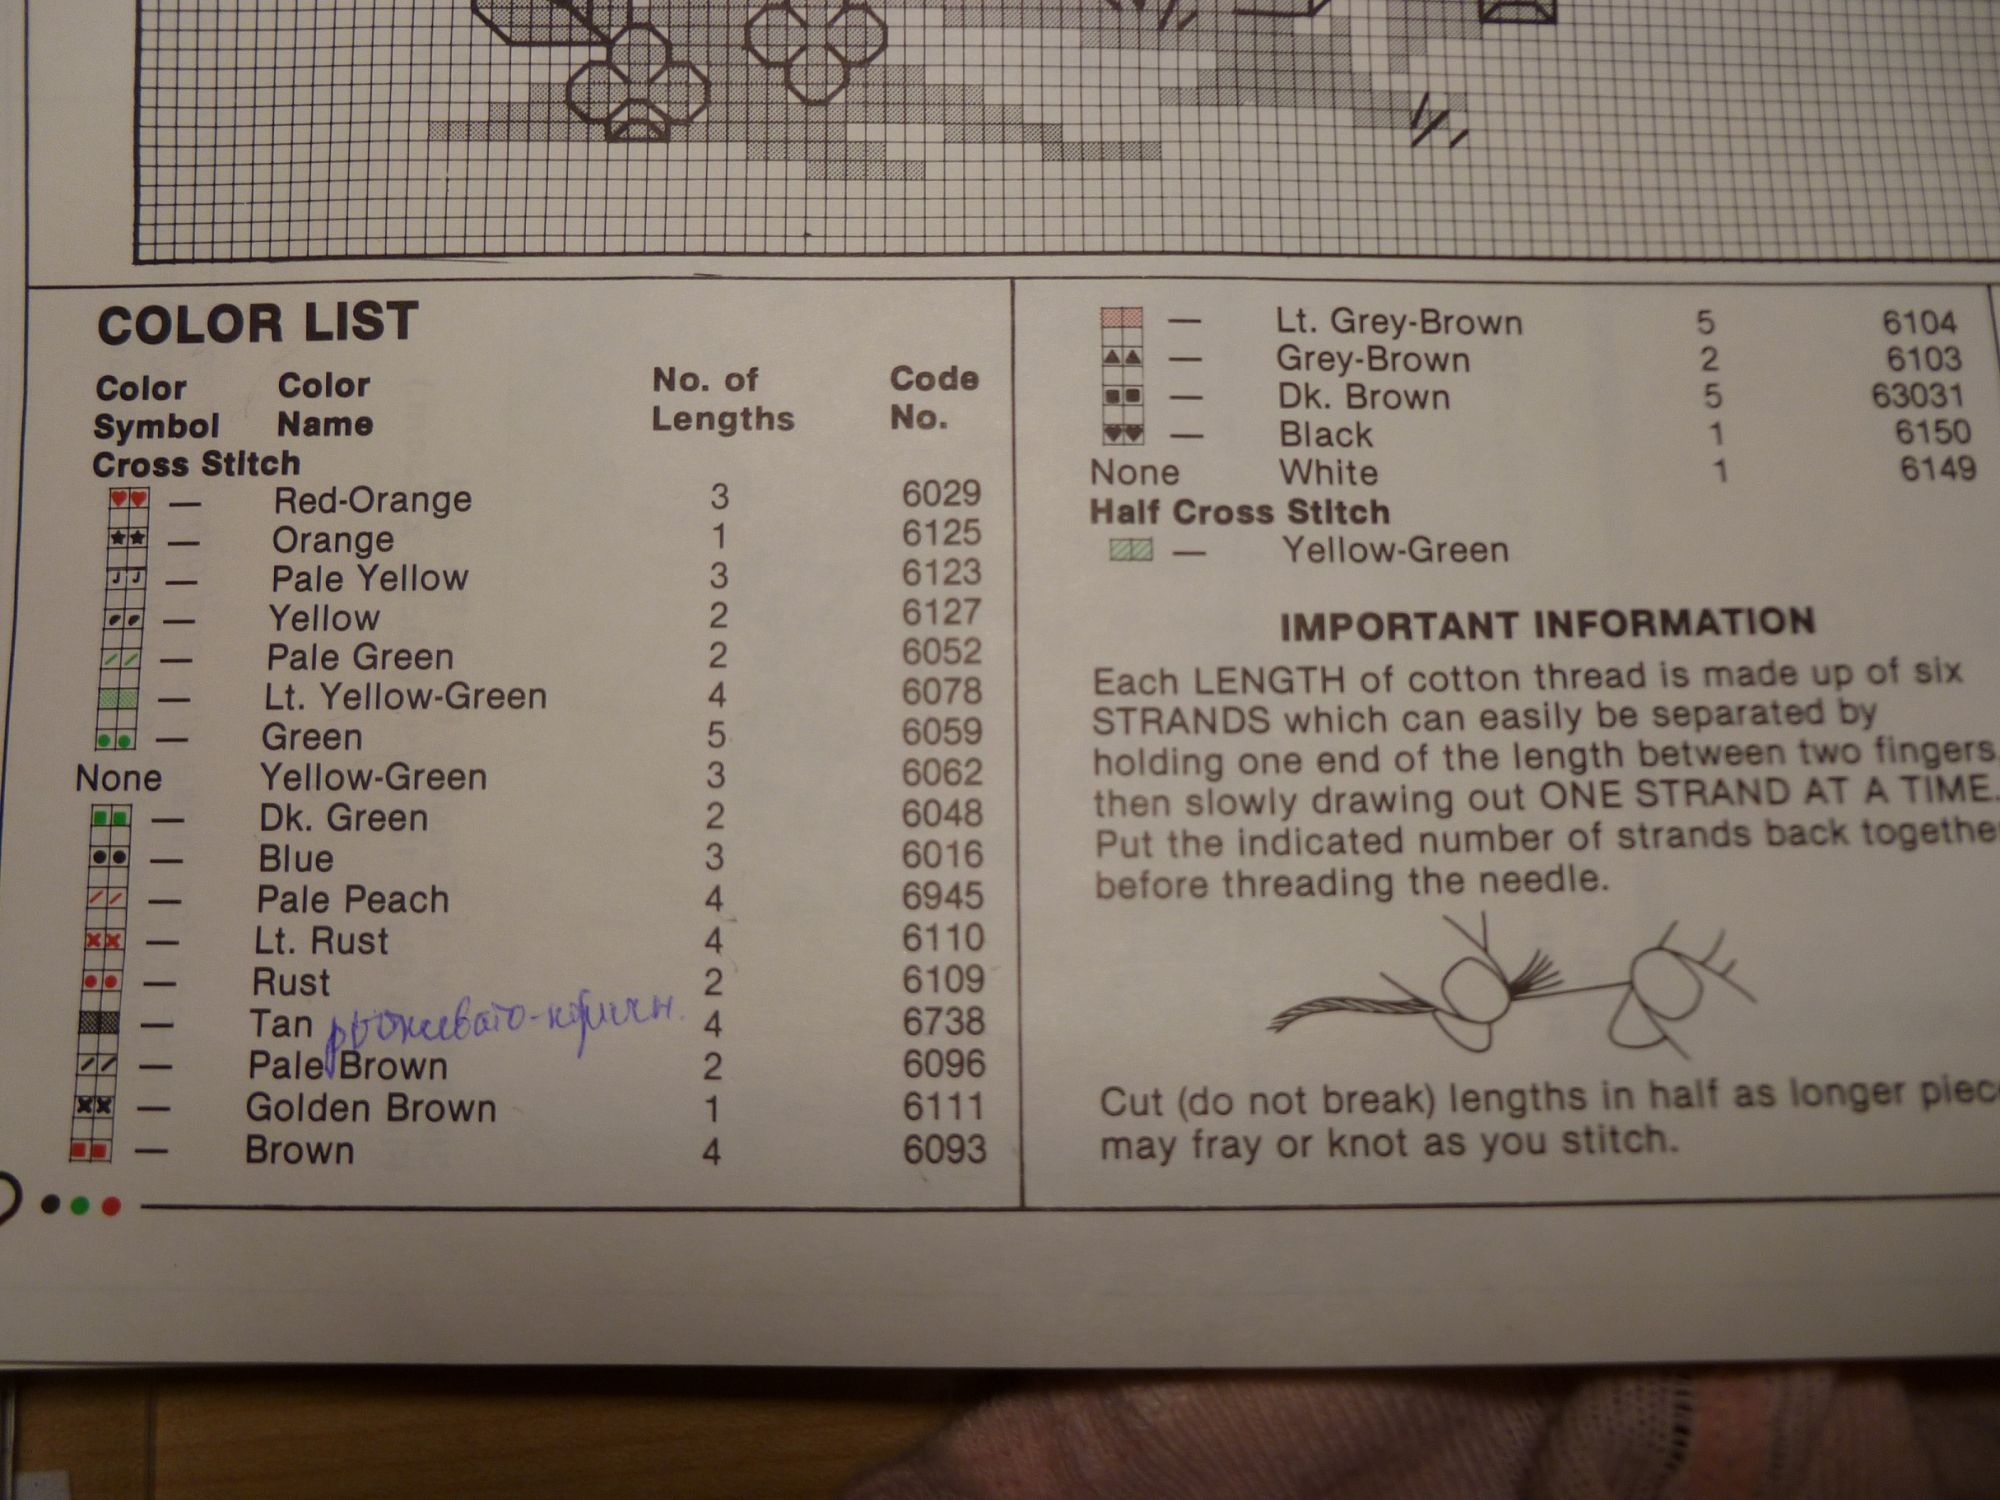 COLOR LIST
Color Color No. of Code
Symbol Name Lengths No.
Cross Stitch
— Red-Orange 3 6029
— Orange 1 6125
— Pale Yellow 3 6123
— Yellow 2 6127
— Pale Green 2 6052
— Lt. Yellow-Green 4 6078
— Green 5 6059
None Yellow-Green 3 6062
— Dk. Green 2 6048
— Blue 3 6016
— Pale Peach 4 6945
— Lt. Rust 4 6110
— Rust 2 6109
— Tan рыжевато-коричн. 4 6738
— Pale Brown 2 6096
— Golden Brown 1 6111
— Brown 4 6093
— Lt. Grey-Brown 5 6104
— Grey-Brown 2 6103
— Dk. Brown 5 63031
— Black 1 6150
None White 1 6149
Half Cross Stitch
— Yellow-Green
IMPORTANT INFORMATION
Each LENGTH of cotton thread is made up of six
STRANDS which can easily be separated by
holding one end of the length between two fingers,
then slowly drawing out ONE STRAND AT A TIME.
Put the indicated number of strands back togethe
before threading the needle.
Cut (do not break) lengths in half as longer piec
may fray or knot as you stitch.